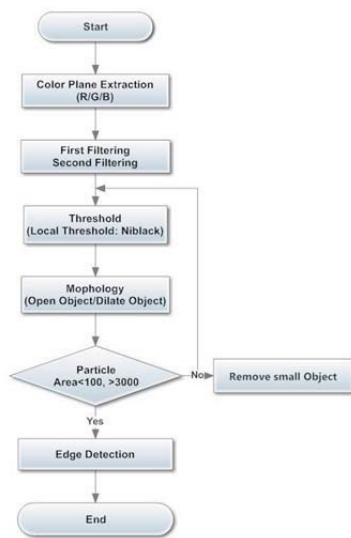 Start
Color Plane Extraction
(R/G/B)
First Filtering
Second Filtering
Threshold
(Local Threshold: Niblack)
Mophology
(Open Object/Dilate Object)
Particle
Area<100, >3000
No
Remove small Object
Yes
Edge Detection
End